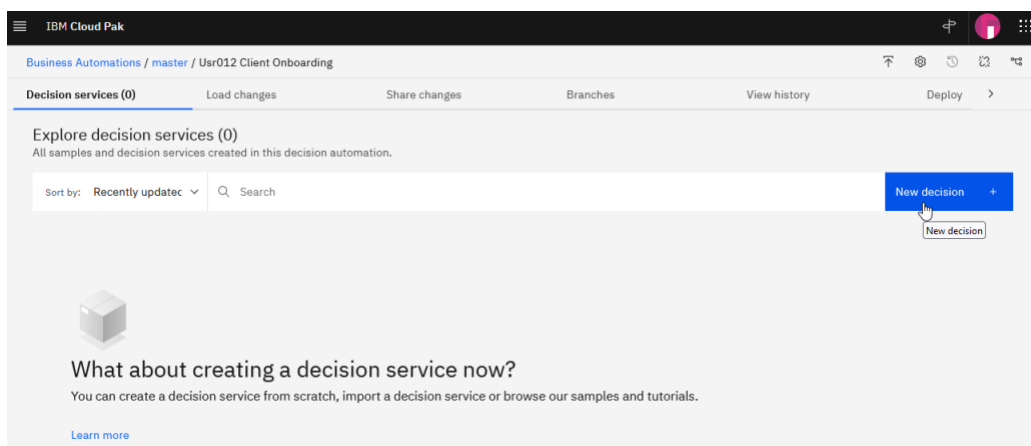 IBM Cloud Pak
Business Automations / master / Usr012 Client Onboarding
Decision services (0) Load changes Share changes Branches View history Deploy
Explore decision services (0)
All samples and decision services created in this decision automation.
Sort by: Recently updated Search New decision +
New decision
What about creating a decision service now?
You can create a decision service from scratch, import a decision service or browse our samples and tutorials.
Learn more